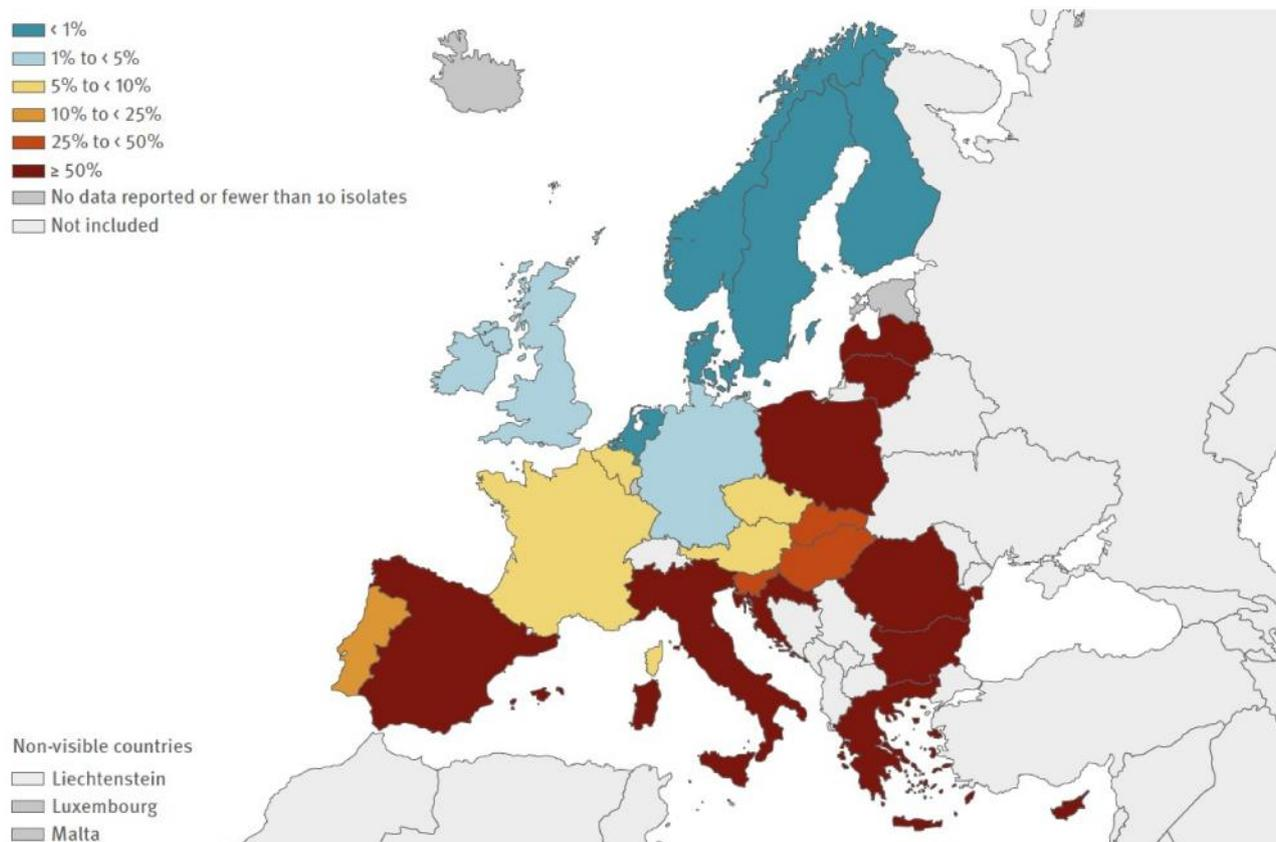 < 1%
1% to < 5%
5% to < 10%
10% to < 25%
25% to < 50%
≥ 50%
No data reported or fewer than 10 isolates
Not included
Non-visible countries
Liechtenstein
Luxembourg
Malta